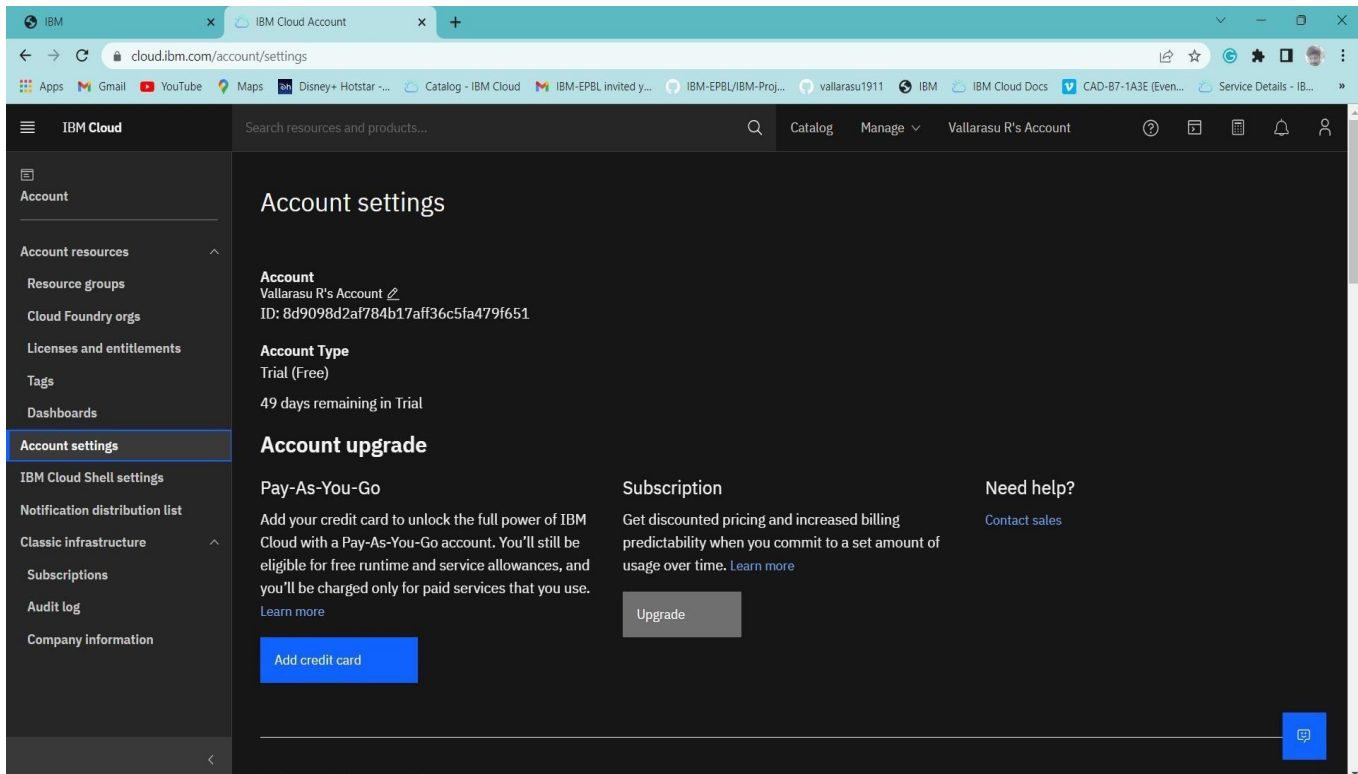 IBM
IBM Cloud Account
cloud.ibm.com/account/settings
Apps
Gmail
YouTube
Maps
Disney+ Hotstar -...
Catalog - IBM Cloud
IBM-EPBL invited y...
IBM-EPBL/IBM-Proj...
vallarasu1911
IBM
IBM Cloud Docs
CAD-B7-1A3E (Even...
Service Details - IB...
»
IBM Cloud
Search resources and products...
Catalog
Manage
Vallarasu R's Account
Account
Account resources
Resource groups
Cloud Foundry orgs
Licenses and entitlements
Tags
Dashboards
Account settings
IBM Cloud Shell settings
Notification distribution list
Classic infrastructure
Subscriptions
Audit log
Company information
Account settings
Account
Vallarasu R's Account
ID: 8d9098d2af784b17aff36c5fa479f651
Account Type
Trial (Free)
49 days remaining in Trial
Account upgrade
Pay-As-You-Go
Add your credit card to unlock the full power of IBM
Cloud with a Pay-As-You-Go account. You'll still be
eligible for free runtime and service allowances, and
you'll be charged only for paid services that you use.
Learn more
Add credit card
Subscription
Get discounted pricing and increased billing
predictability when you commit to a set amount of
usage over time. Learn more
Upgrade
Need help?
Contact sales